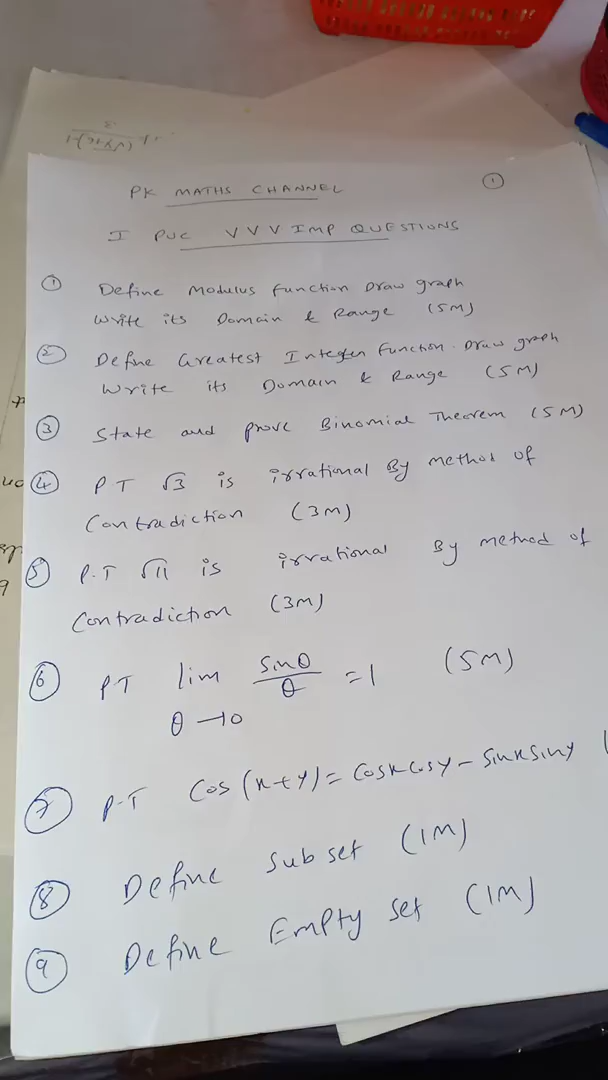 PK MATHS CHANNEL
①
I PUC VVV IMP QUESTIONS
① Define Modulus function Draw graph
Write its Domain & Range (5M)
② Define Greatest Integer function. Draw graph
Write its Domain & Range (5M)
③ State and prove Binomial Theorem (5M)
④ PT √3 is irrational By method of
Contradiction (3M)
⑤ P.T √11 is irrational By method of
Contradiction (3M)
⑥ PT lim sinθ/θ = 1 (5M)
θ→0
⑦ P.T Cos (x+y) = Cosx Cosy - Sinx Siny (
⑧ Define Sub set (1M)
⑨ Define Empty set (1M)